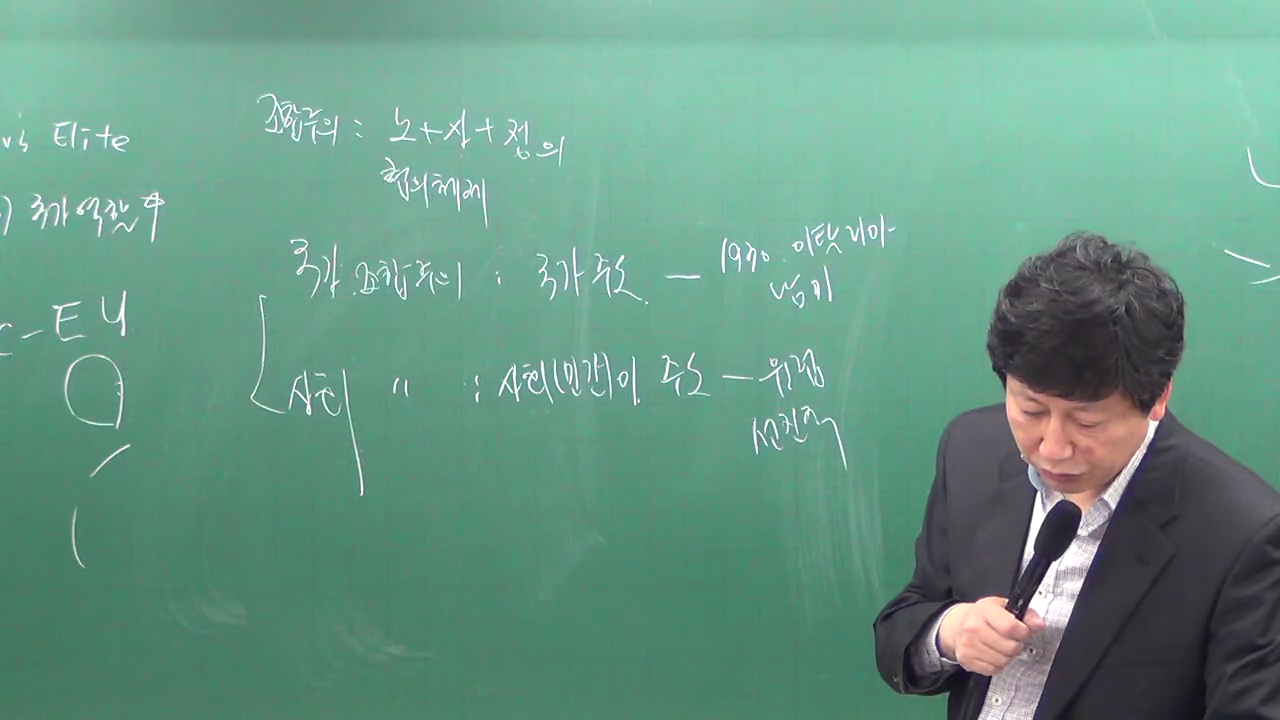 vs Elite
국가 역할
EU
조합주의 : 노+사+정의
협의체제
국가 조합주의 : 국가 주도 — 1930. 이탈리아
남미
사회 " : 사회(민간)이 주도 — 유럽
선진국